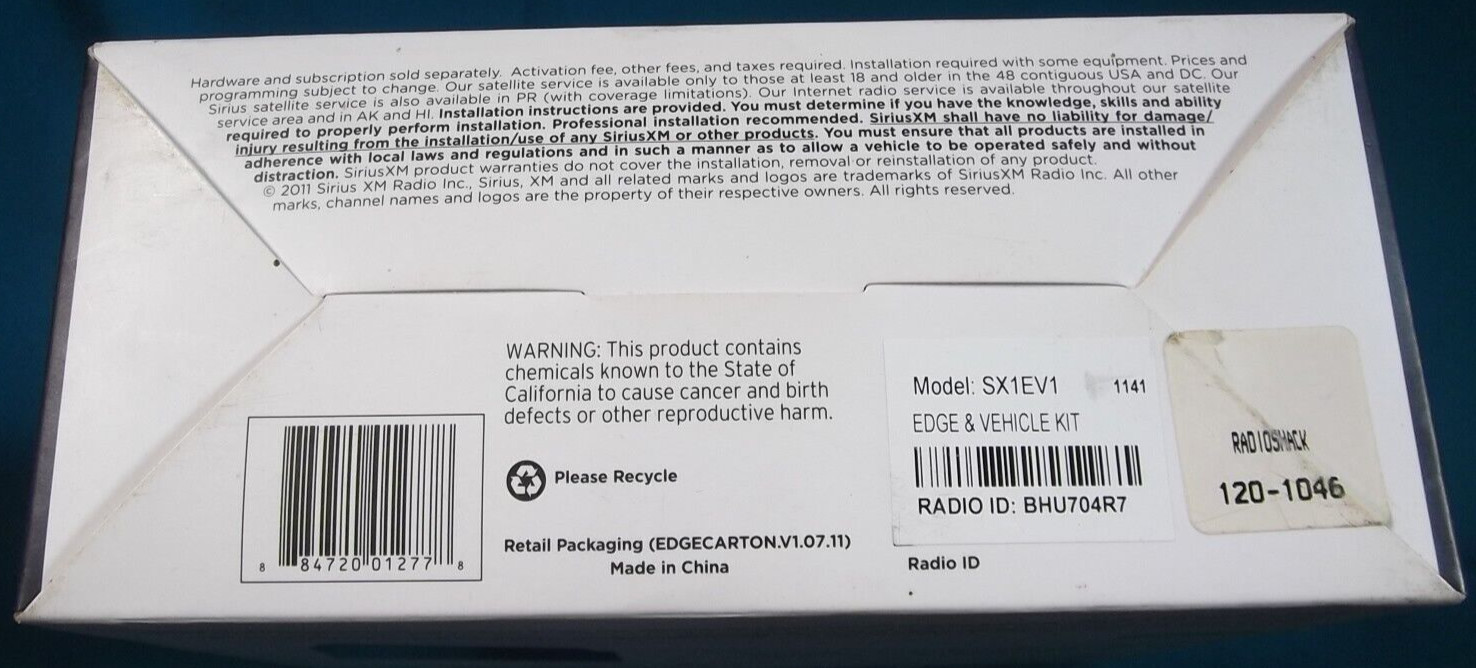 Hardware and subscription sold separately. Activation fee, other fees, and taxes required. Installation required with some equipment. Prices and
programming subject to change. Our satellite service is available only to those at least 18 and older in the 48 contiguous USA and DC. Our
Sirius satellite service is also available in PR (with coverage limitations). Our Internet radio service is available throughout our satellite
service area and in AK and HI. Installation instructions are provided. You must determine if you have the knowledge, skills and ability
required to properly perform installation. Professional installation recommended. SiriusXM shall have no liability for damage/
injury resulting from the installation/use of any SiriusXM or other products. You must ensure that all products are installed in
adherence with local laws and regulations and in such a manner as to allow a vehicle to be operated safely and without
distraction. SiriusXM product warranties do not cover the installation, removal or reinstallation of any product.
© 2011 Sirius XM Radio Inc., Sirius, XM and all related marks and logos are trademarks of SiriusXM Radio Inc. All other
marks, channel names and logos are the property of their respective owners. All rights reserved.
WARNING: This product contains
chemicals known to the State of
California to cause cancer and birth
defects or other reproductive harm.
Please Recycle
Retail Packaging (EDGECARTON.V1.07.11)
Made in China
8 84720 01277 8
Model: SX1EV1 1141
EDGE & VEHICLE KIT
RADIO ID: BHU704R7
Radio ID
RADIOSHACK
120-1046